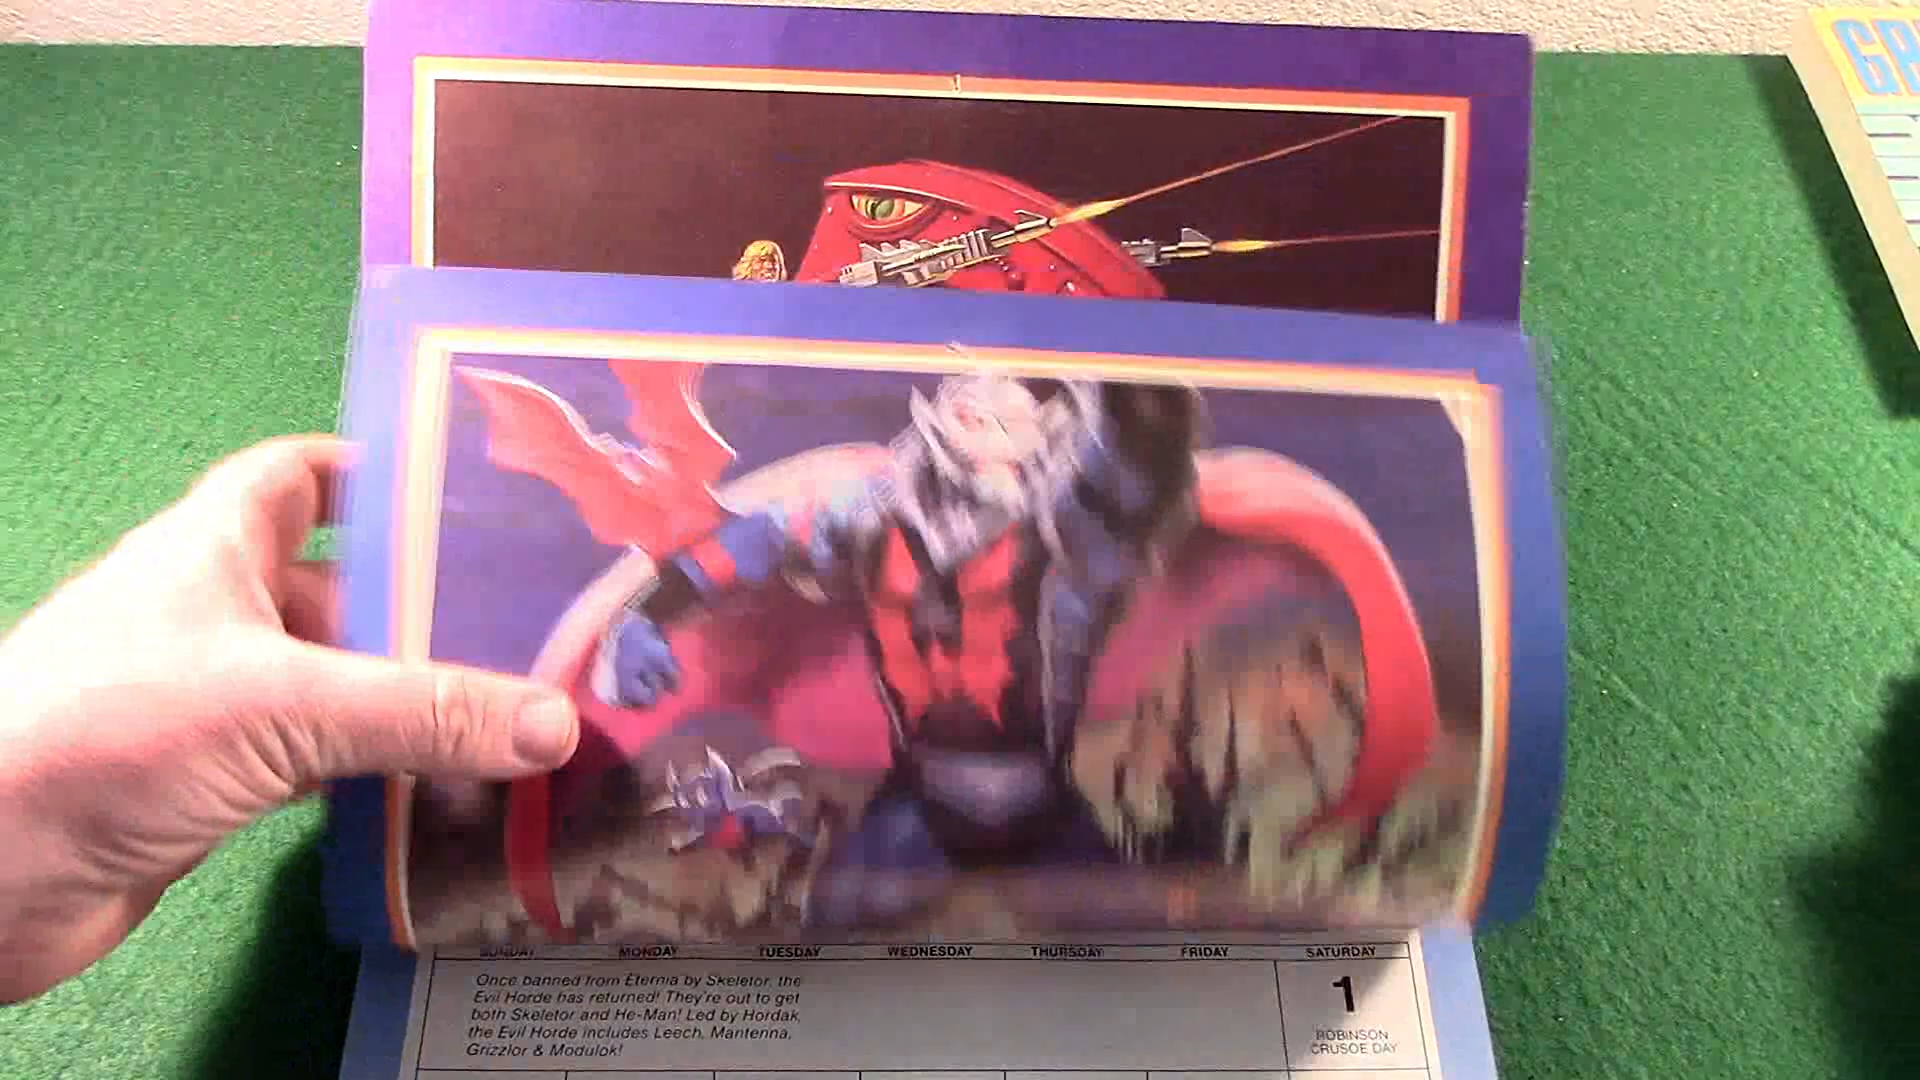 SUNDAY MONDAY TUESDAY WEDNESDAY THURSDAY FRIDAY SATURDAY
Once banned from Eternia by Skeletor, the
Evil Horde has returned! They're out to get
both Skeletor and He-Man! Led by Hordak,
the Evil Horde includes Leech, Mantenna,
Grizzlor & Modulok!
1
ROBINSON
CRUSOE DAY